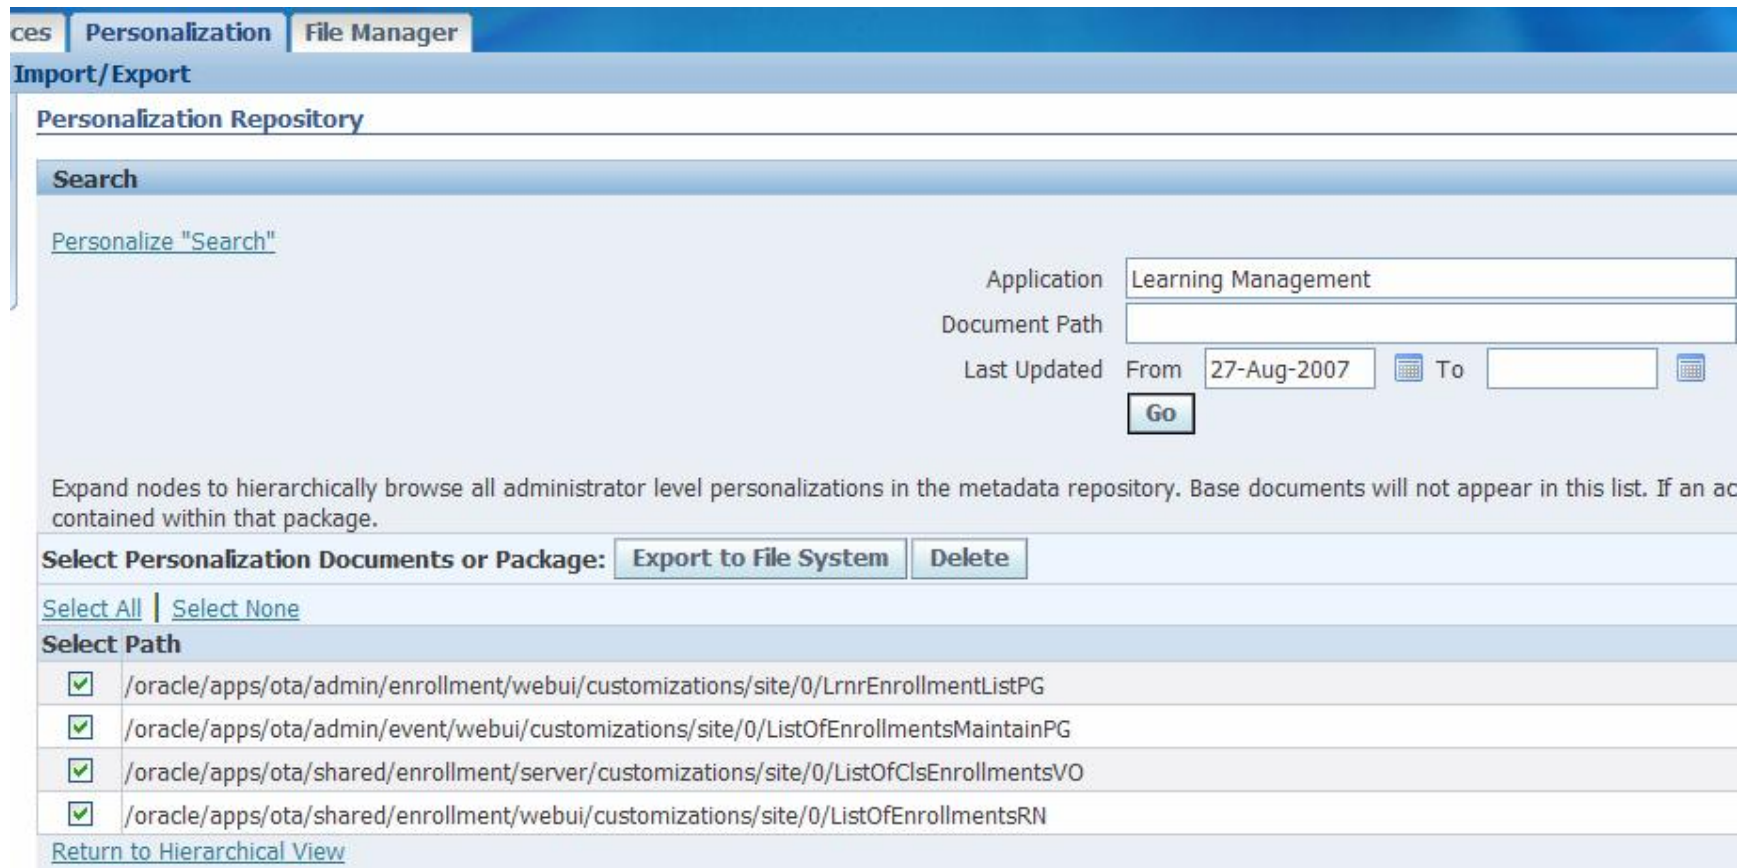 ces Personalization File Manager
Import/Export
Personalization Repository
Search
Personalize "Search"
Application Learning Management
Document Path
Last Updated From 27-Aug-2007 To
Go
Expand nodes to hierarchically browse all administrator level personalizations in the metadata repository. Base documents will not appear in this list. If an ac
contained within that package.
Select Personalization Documents or Package: Export to File System Delete
Select All | Select None
Select Path
/oracle/apps/ota/admin/enrollment/webui/customizations/site/0/LrnrEnrollmentListPG
/oracle/apps/ota/admin/event/webui/customizations/site/0/ListOfEnrollmentsMaintainPG
/oracle/apps/ota/shared/enrollment/server/customizations/site/0/ListOfClsEnrollmentsVO
/oracle/apps/ota/shared/enrollment/webui/customizations/site/0/ListOfEnrollmentsRN
Return to Hierarchical View